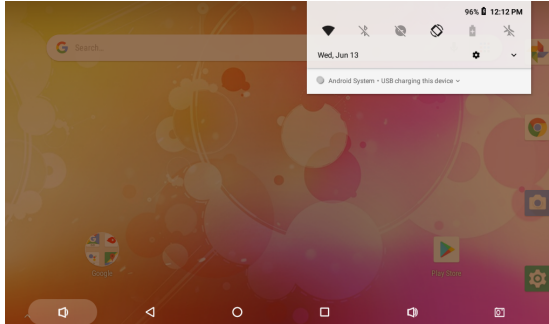 96% 12:12 PM
Search...
Wed, Jun 13
Android System • USB charging this device
Google
Play Store